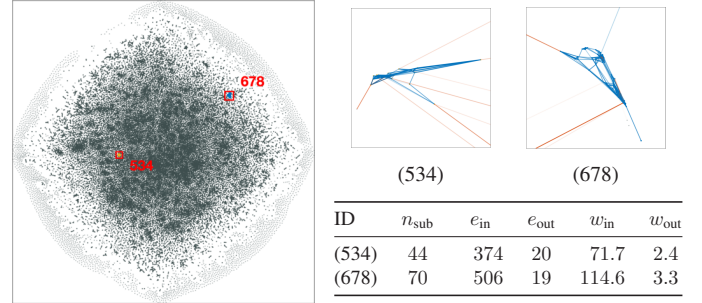 678
534
(534)
(678)
ID n_sub e_in e_out w_in w_out
(534) 44 374 20 71.7 2.4
(678) 70 506 19 114.6 3.3